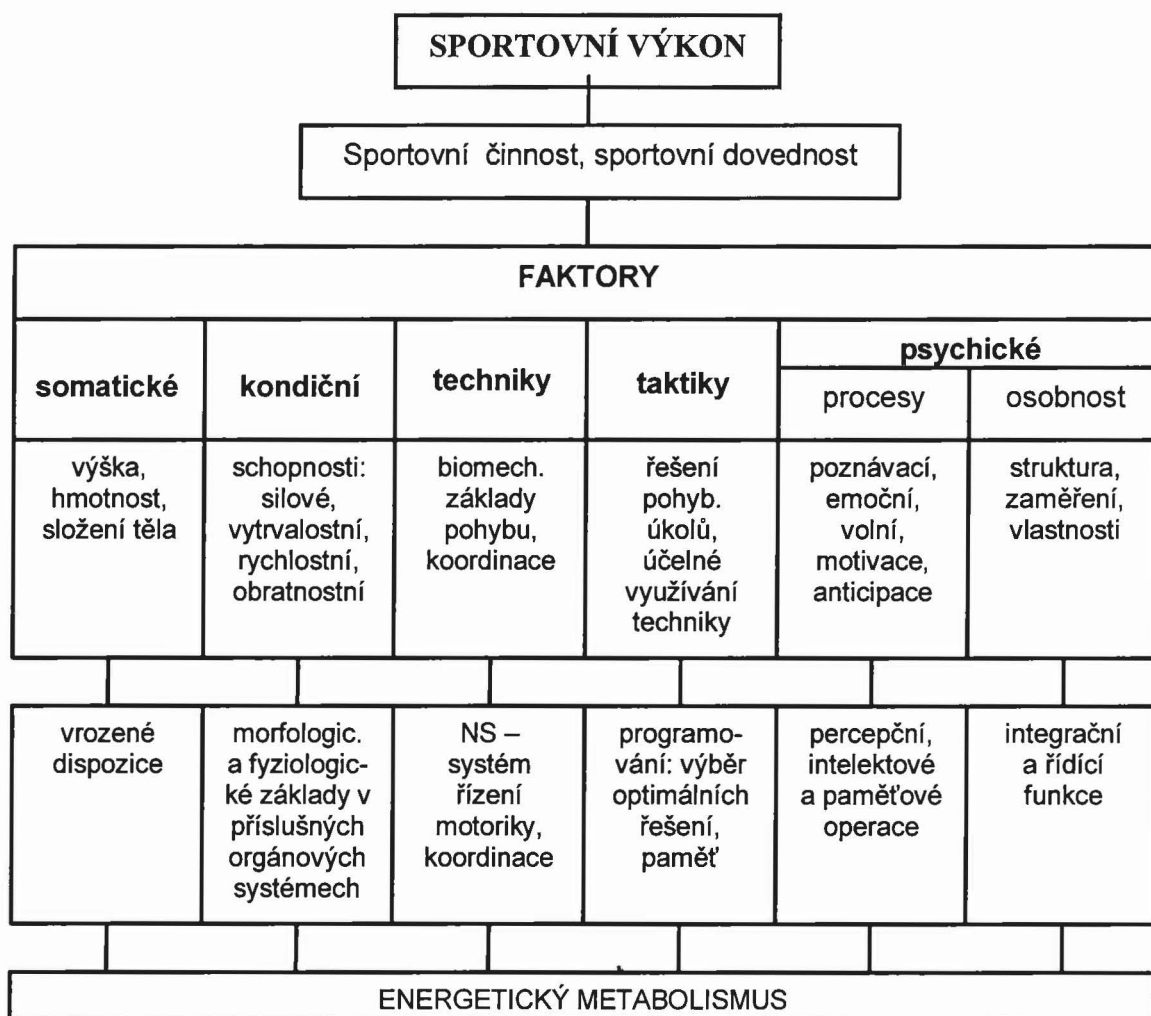 SPORTOVNÍ VÝKON
Sportovní činnost, sportovní dovednost
FAKTORY
somatické
kondiční
techniky
taktiky
psychické
procesy
osobnost
výška,
hmotnost,
složení těla
schopnosti:
silové,
vytrvalostní,
rychlostní,
obratnostní
biomech.
základy
pohybu,
koordinace
řešení
pohyb.
úkolů,
účelné
využívání
techniky
poznávací,
emoční,
volní,
motivace,
anticipace
struktura,
zaměření,
vlastnosti
vrozené
dispozice
morfologic.
a fyziologic-
ké základy v
příslušných
orgánových
systémech
NS –
systém
řízení
motoriky,
koordinace
programo-
vání: výběr
optimálních
řešení,
paměť
percepční,
intelektové
a paměťové
operace
integrační
a řídící
funkce
ENERGETICKÝ METABOLISMUS